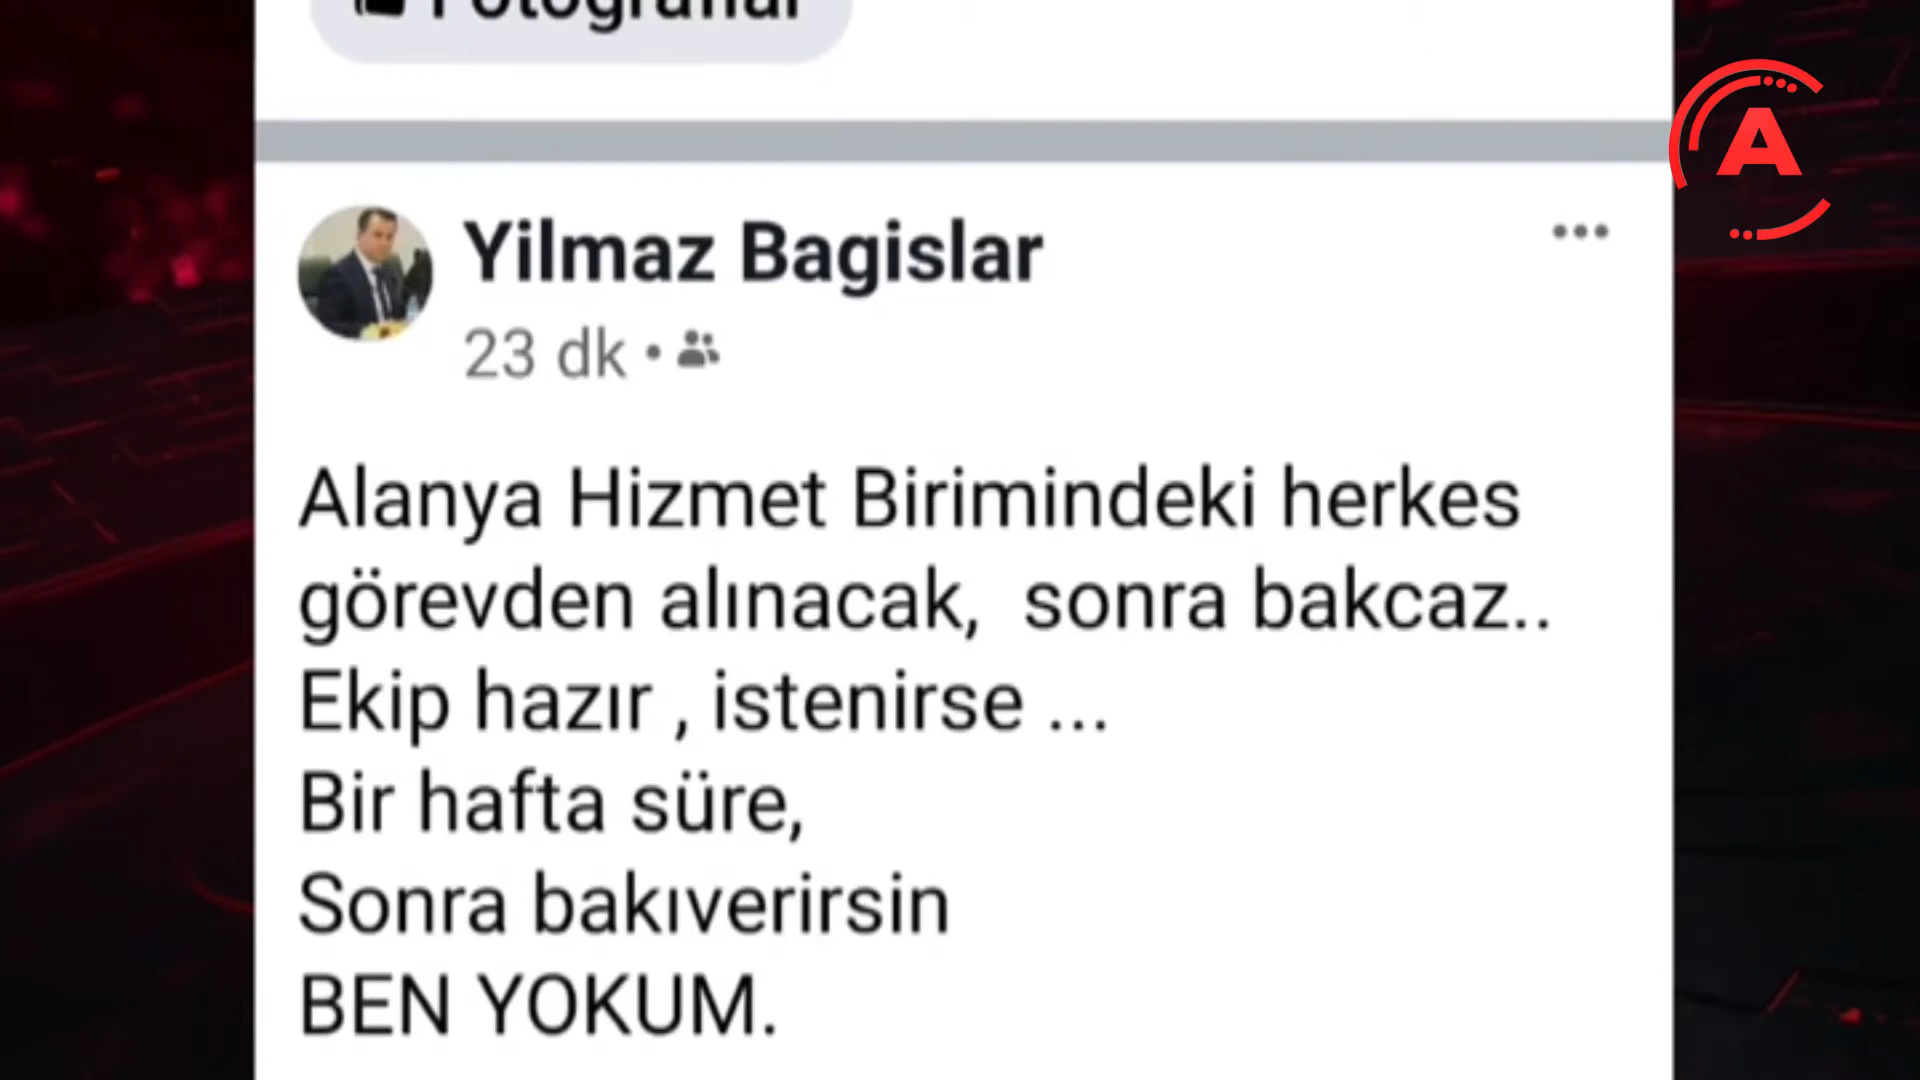 Fotoğraflar
A
Yilmaz Bagislar
23 dk
Alanya Hizmet Birimindeki herkes
görevden alınacak, sonra bakcaz..
Ekip hazır , istenirse ...
Bir hafta süre,
Sonra bakıverirsin
BEN YOKUM.